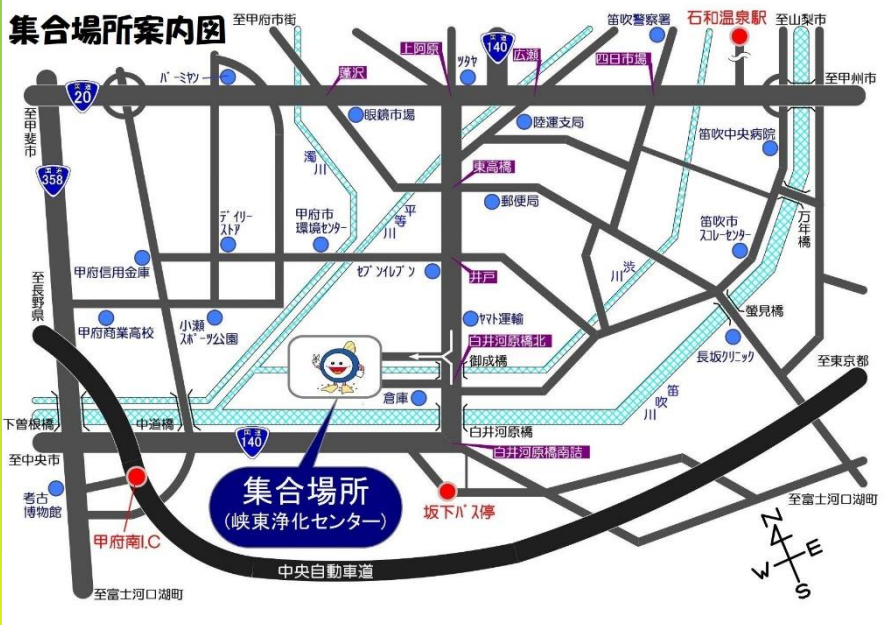 集合場所案内図
至甲府市街
上阿原
国道
140
広瀬
笛吹警察署
石和温泉駅
至山梨市
ツタヤ
四日市場
バーミヤン
蓬沢
国道
20
至甲州市
至甲斐市
眼鏡市場
陸運支局
笛吹中央病院
国道
358
濁川
東高橋
平等川
郵便局
デイリー
ストア
甲府市
環境センター
笛吹市
スコレーセンター
万年橋
甲府信用金庫
セブンイレブン
井戸
渋川
至長野県
甲府商業高校
小瀬
スポーツ公園
ヤマト運輸
螢見橋
白井河原橋北
御成橋
長坂クリニック
至東京都
倉庫
笛吹川
下曽根橋
中道橋
国道
140
白井河原橋
白井河原橋南詰
至中央市
考古
博物館
集合場所
(峡東浄化センター)
坂下バス停
至富士河口湖町
甲府南I.C
中央自動車道
N
W
E
S
至富士河口湖町